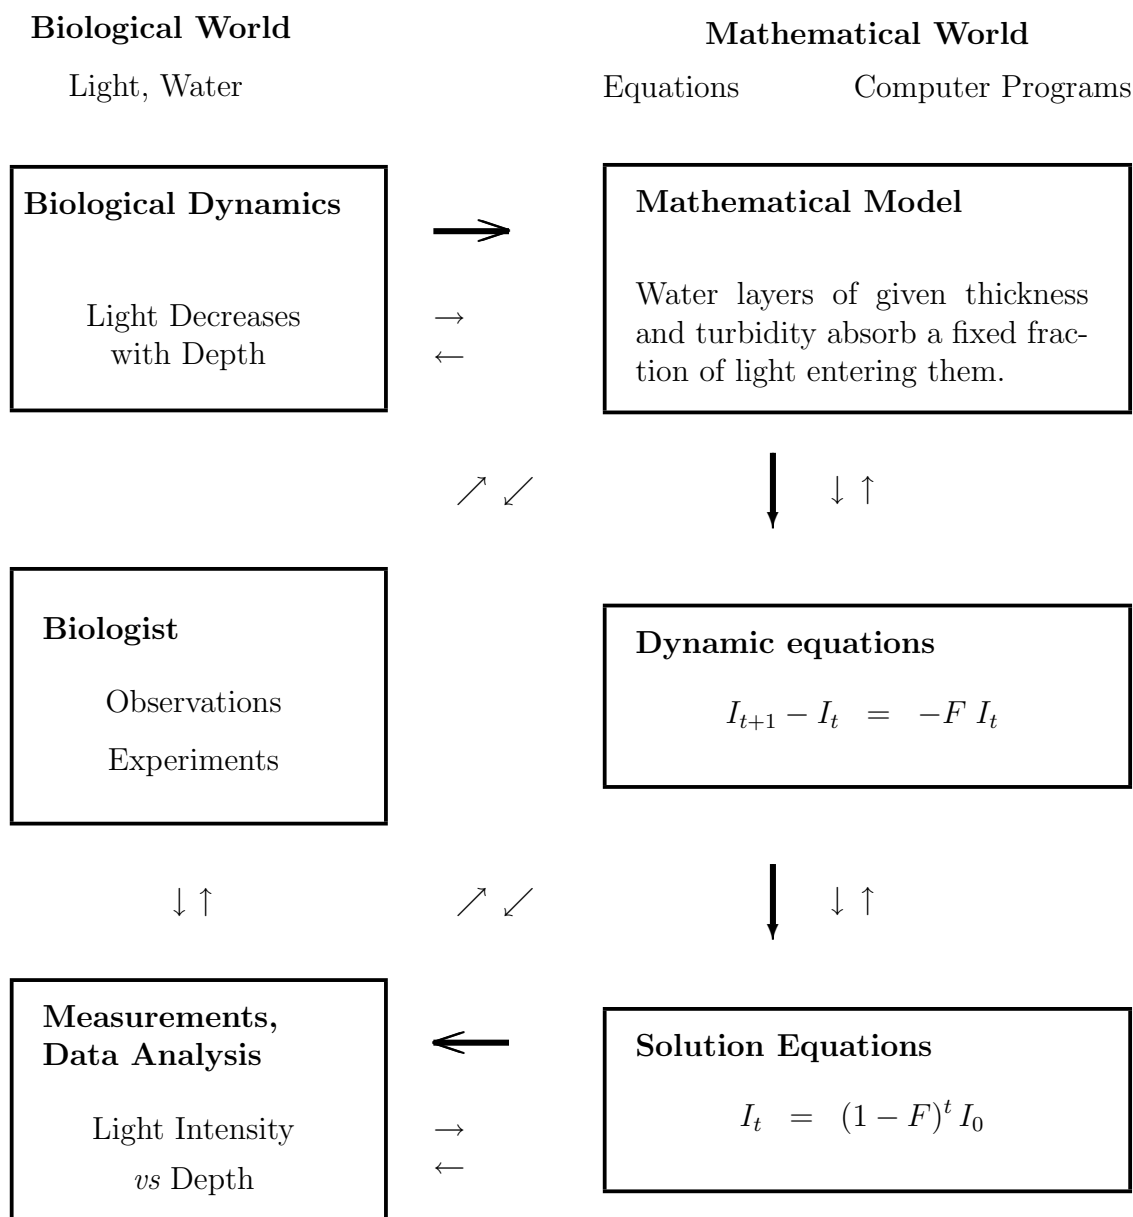 Biological World
Mathematical World
Light, Water
Equations Computer Programs
Biological Dynamics
Light Decreases
with Depth
→
←
Mathematical Model
Water layers of given thickness
and turbidity absorb a fixed frac-
tion of light entering them.
↗ ↙
↓ ↑
Biologist
Observations
Experiments
Dynamic equations
I_{t+1} − I_t = −F I_t
↓ ↑
↗ ↙
↓ ↑
Measurements,
Data Analysis
Light Intensity
vs Depth
→
←
Solution Equations
I_t = (1 − F)^t I_0